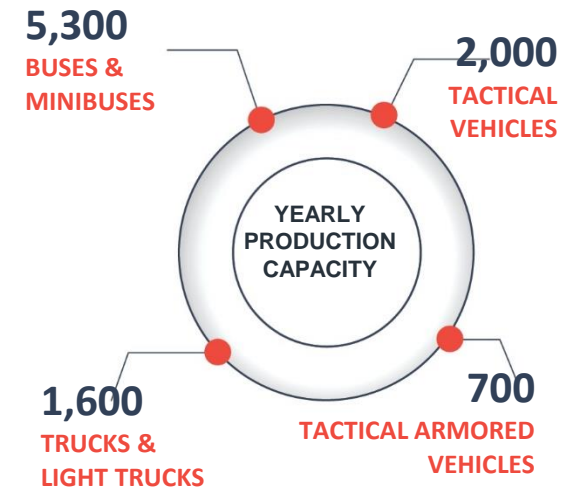 5,300
BUSES &
MINIBUSES
2,000
TACTICAL
VEHICLES
YEARLY
PRODUCTION
CAPACITY
1,600
TRUCKS &
LIGHT TRUCKS
700
TACTICAL ARMORED
VEHICLES